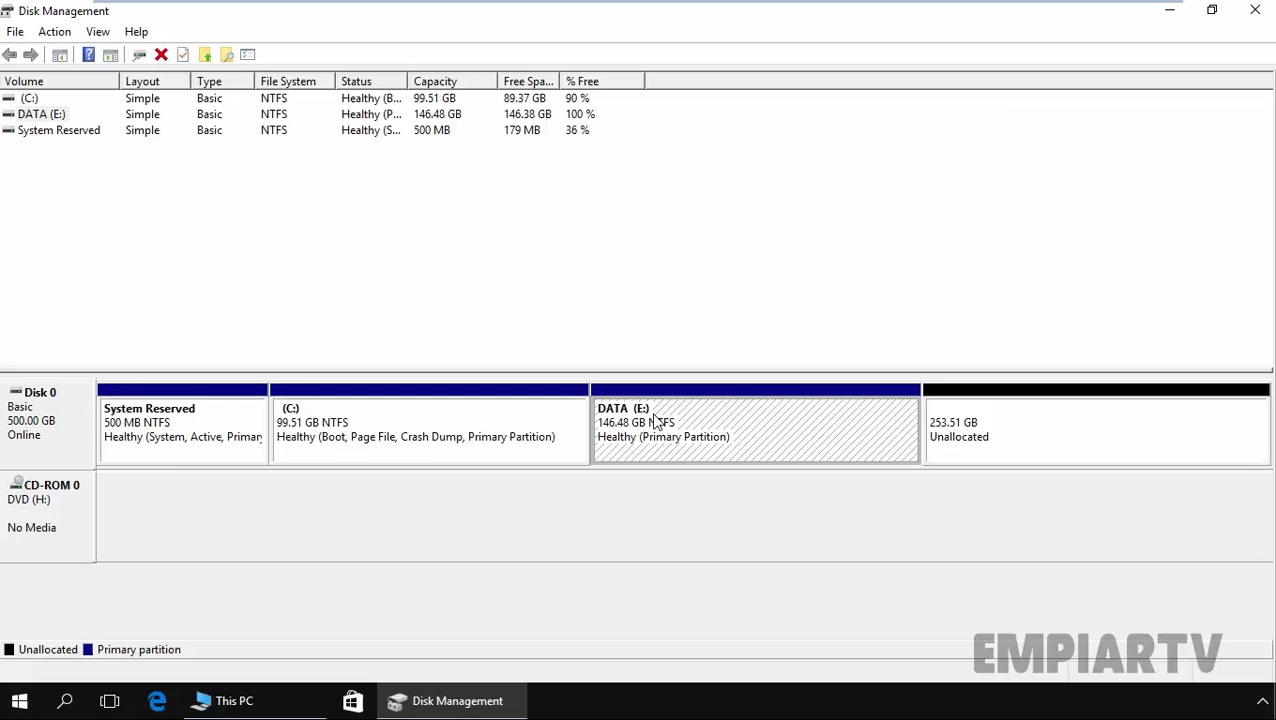 Disk Management
File Action View Help
Volume Layout Type File System Status Capacity Free Spa... % Free
(C:) Simple Basic NTFS Healthy (B... 99.51 GB 89.37 GB 90 %
DATA (E:) Simple Basic NTFS Healthy (P... 146.48 GB 146.38 GB 100 %
System Reserved Simple Basic NTFS Healthy (S... 500 MB 179 MB 36 %
Disk 0
Basic
500.00 GB
Online
System Reserved
500 MB NTFS
Healthy (System, Active, Primar
(C:)
99.51 GB NTFS
Healthy (Boot, Page File, Crash Dump, Primary Partition)
DATA (E:)
146.48 GB NTFS
Healthy (Primary Partition)
253.51 GB
Unallocated
CD-ROM 0
DVD (H:)
No Media
Unallocated Primary partition
EMPIARTV
This PC
Disk Management